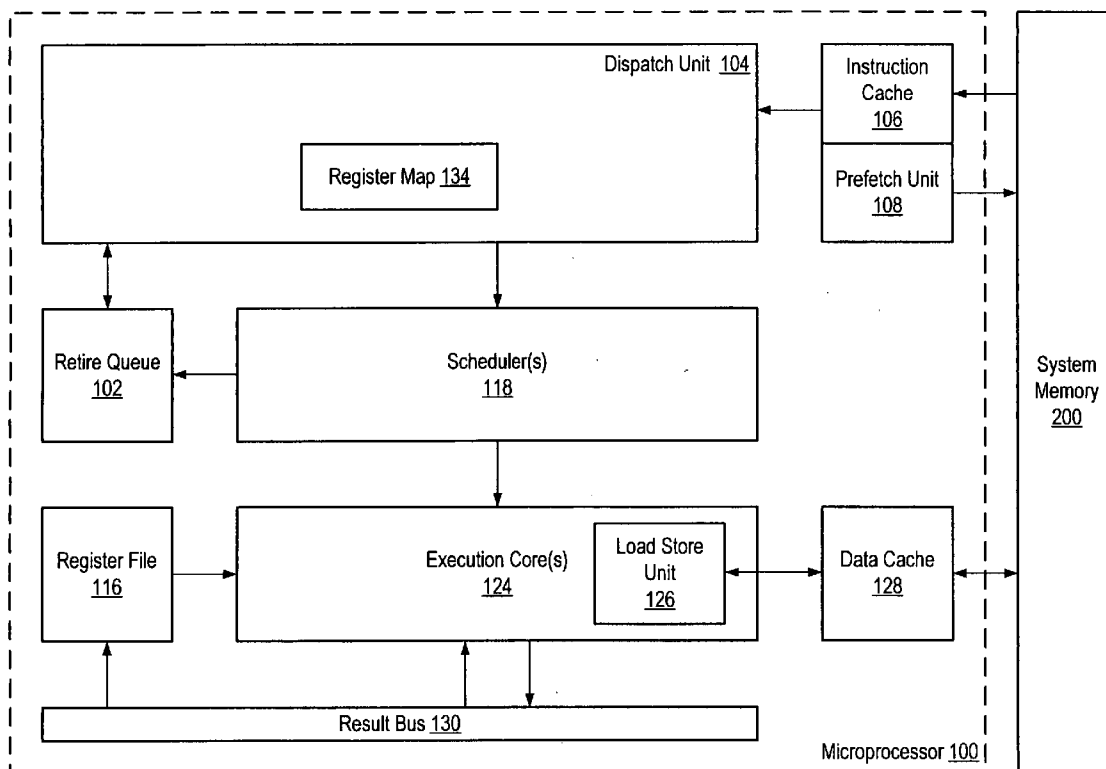 Dispatch Unit 104
Instruction
Cache
106
Register Map 134
Prefetch Unit
108
Retire Queue
102
Scheduler(s)
118
System
Memory
200
Register File
116
Execution Core(s)
124
Load Store
Unit
126
Data Cache
128
Result Bus 130
Microprocessor 100